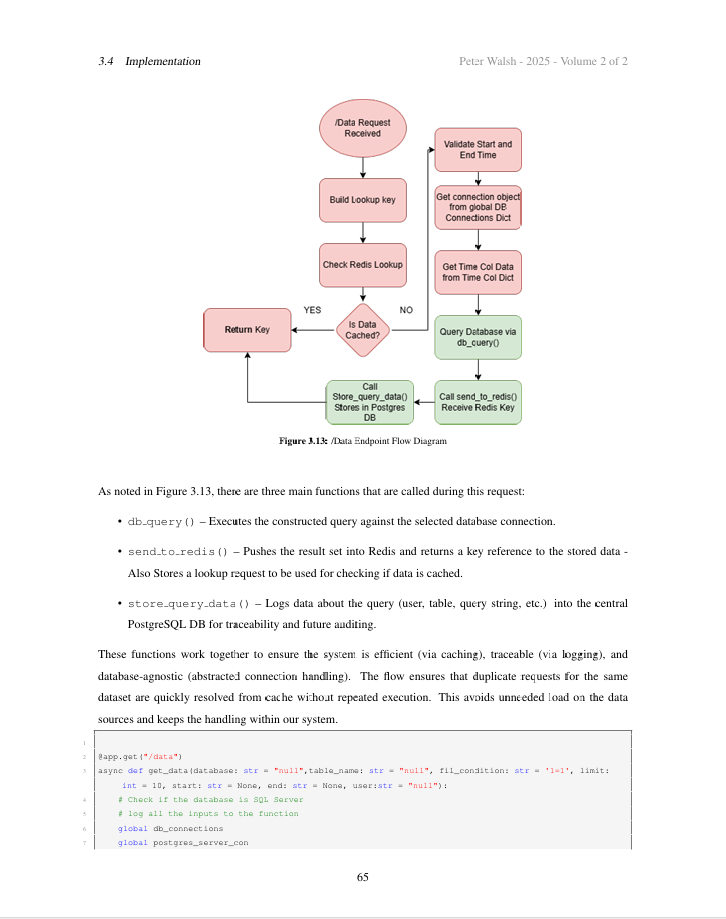 3.4 Implementation
Peter Walsh - 2025 - Volume 2 of 2
/Data Request
Received
Build Lookup key
Check Redis Lookup
Is Data
Cached?
YES
NO
Return Key
Validate Start and
End Time
Get connection object
from global DB
Connections Dict
Get Time Col Data
from Time Col Dict
Query Database via
db_cuery()
Call send_to_redis()
Receive Redis Key
Call
Store_query_data()
Stores in Postgres
DB
Figure 3.13: /Data Endpoint Flow Diagram
As noted in Figure 3.13, there are three main functions that are called during this request:
• db_query() – Executes the constructed query against the selected database connection.
• send_to_redis() – Pushes the result set into Redis and returns a key reference to the stored data -
Also Stores a lookup request to be used for checking if data is cached.
• store_query_data() – Logs data about the query (user, table, query string, etc.) into the central
PostgreSQL DB for traceability and future auditing.
These functions work together to ensure the system is efficient (via caching), traceable (via logging), and
database-agnostic (abstracted connection handling). The flow ensures that duplicate requests for the same
dataset are quickly resolved from cache without repeated execution. This avoids unneeded load on the data
sources and keeps the handling within our system.
1
2 @app.get("/data")
3 async def get_data(database: str = "null",table_name: str = "null", fil_condition: str = '1=1', limit:
int = 10, start: str = None, end: str = None, user:str = "null"):
4 # Check if the database is SQL Server
5 # log all the inputs to the function
6 global db_connections
7 global postgres_server_con
65